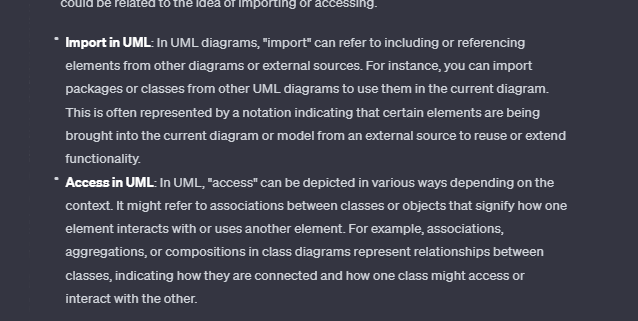 could be related to the idea of importing or accessing.
• Import in UML: In UML diagrams, "import" can refer to including or referencing
elements from other diagrams or external sources. For instance, you can import
packages or classes from other UML diagrams to use them in the current diagram.
This is often represented by a notation indicating that certain elements are being
brought into the current diagram or model from an external source to reuse or extend
functionality.
• Access in UML: In UML, "access" can be depicted in various ways depending on the
context. It might refer to associations between classes or objects that signify how one
element interacts with or uses another element. For example, associations,
aggregations, or compositions in class diagrams represent relationships between
classes, indicating how they are connected and how one class might access or
interact with the other.